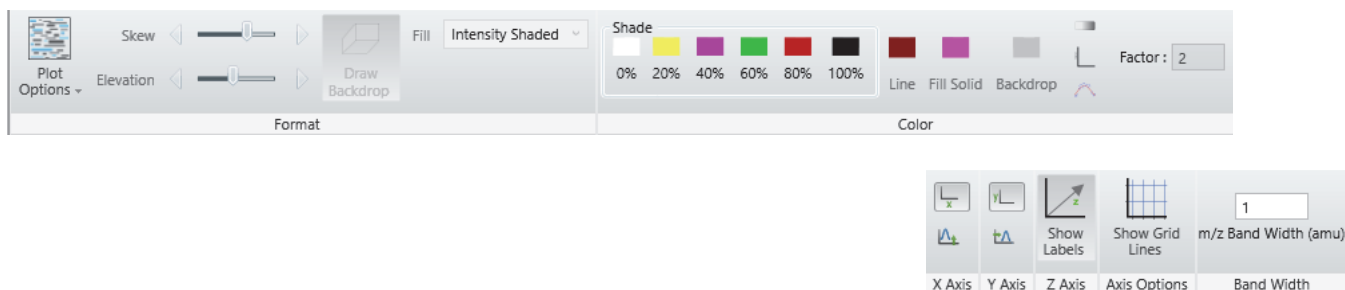 Plot
Options
Skew
Elevation
Draw
Backdrop
Fill Intensity Shaded
Format
Shade
0% 20% 40% 60% 80% 100%
Line Fill Solid Backdrop
Factor : 2
Color
x
y
z
Show
Labels
Show Grid
Lines
1
m/z Band Width (amu)
X Axis Y Axis Z Axis Axis Options Band Width